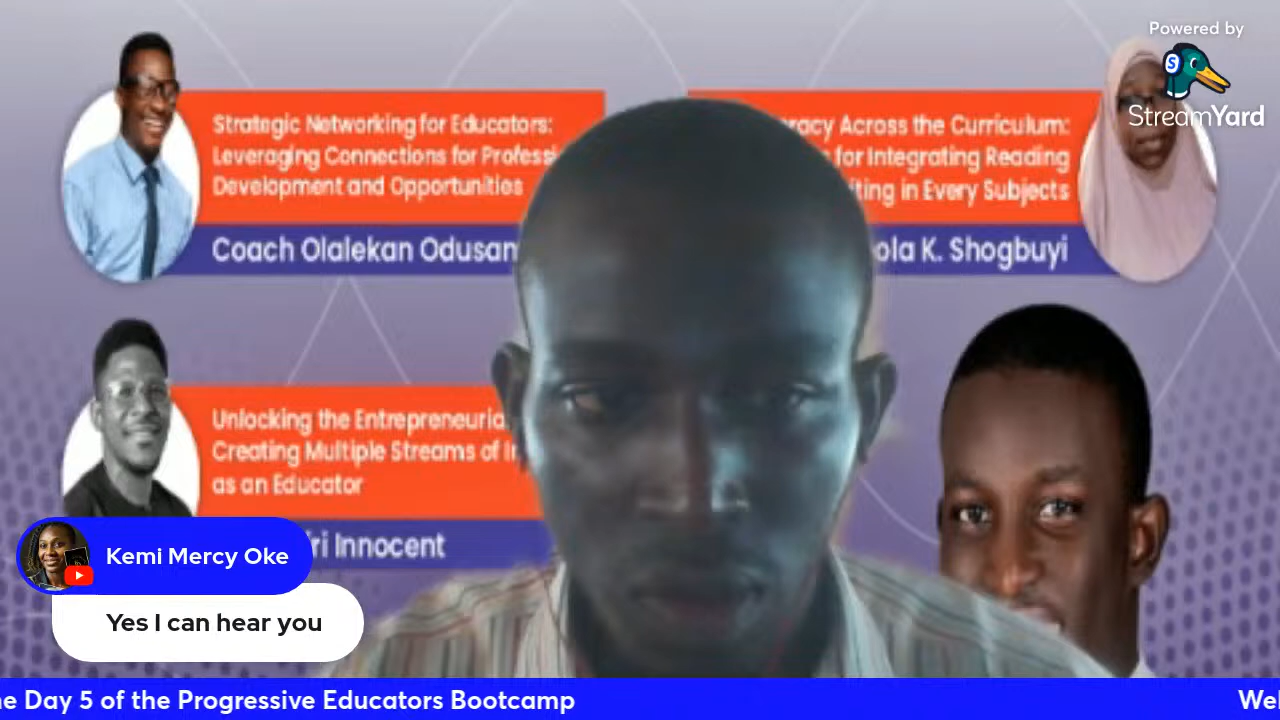 Powered by
StreamYard
Strategic Networking for Educators:
Leveraging Connections for Professi
Development and Opportunities
Coach Olalekan Odusan
racy Across the Curriculum:
for Integrating Reading
ting in Every Subjects
ola K. Shogbuyi
Unlocking the Entrepreneuria
Creating Multiple Streams of I
as an Educator
ri Innocent
Kemi Mercy Oke
Yes I can hear you
e Day 5 of the Progressive Educators Bootcamp
Wel